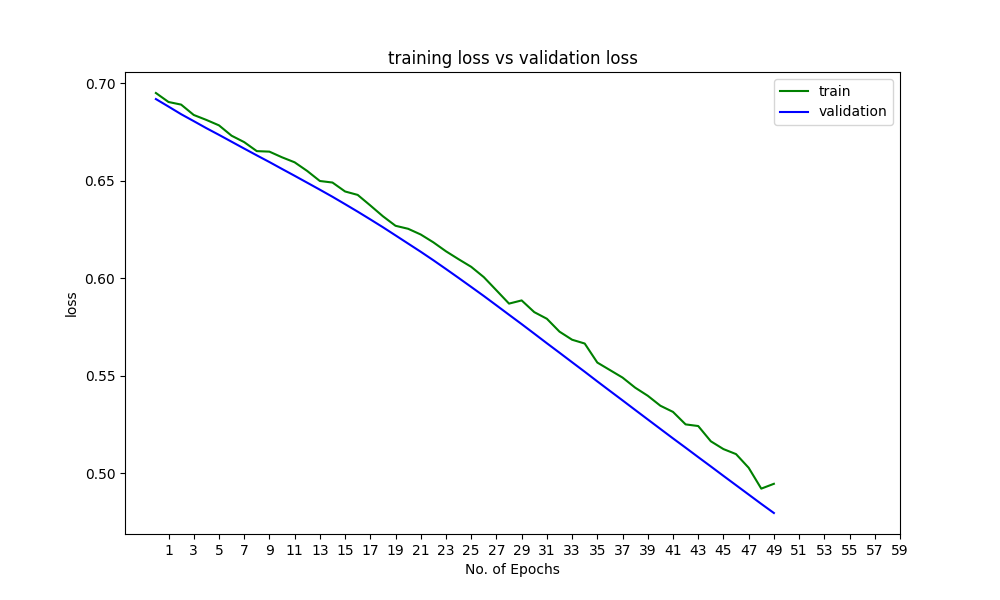 training loss vs validation loss
train
validation
0.70
0.65
0.60
0.55
0.50
loss
1 3 5 7 9 11 13 15 17 19 21 23 25 27 29 31 33 35 37 39 41 43 45 47 49 51 53 55 57 59
No. of Epochs